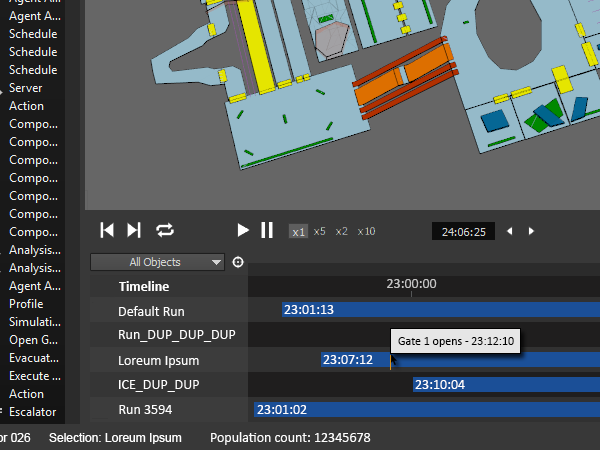 Agent A...
Agent A...
Schedule
Schedule
Schedule
Server
Action
Compo...
Compo...
Compo...
Compo...
Compo...
Compo...
Compo...
Analysis...
Analysis...
Agent A...
Profile
Simulati...
Open G...
Evacuat...
Execute ...
Action
Escalator
x1 x5 x2 x10
24:06:25
All Objects
Timeline 23:00:00
Default Run 23:01:13
Run_DUP_DUP_DUP
Gate 1 opens - 23:12:10
Loreum Ipsum 23:07:12
ICE_DUP_DUP 23:10:04
Run 3594 23:01:02
or 026 Selection: Loreum Ipsum Population count: 12345678